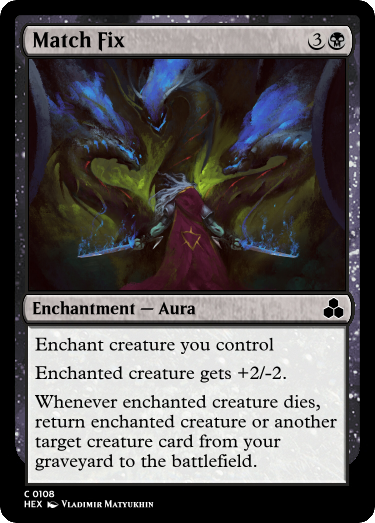 Match Fix 3
Enchantment — Aura
Enchant creature you control
Enchanted creature gets +2/-2.
Whenever enchanted creature dies,
return enchanted creature or another
target creature card from your
graveyard to the battlefield.
C 0108
HEX Vladimir Matyukhin